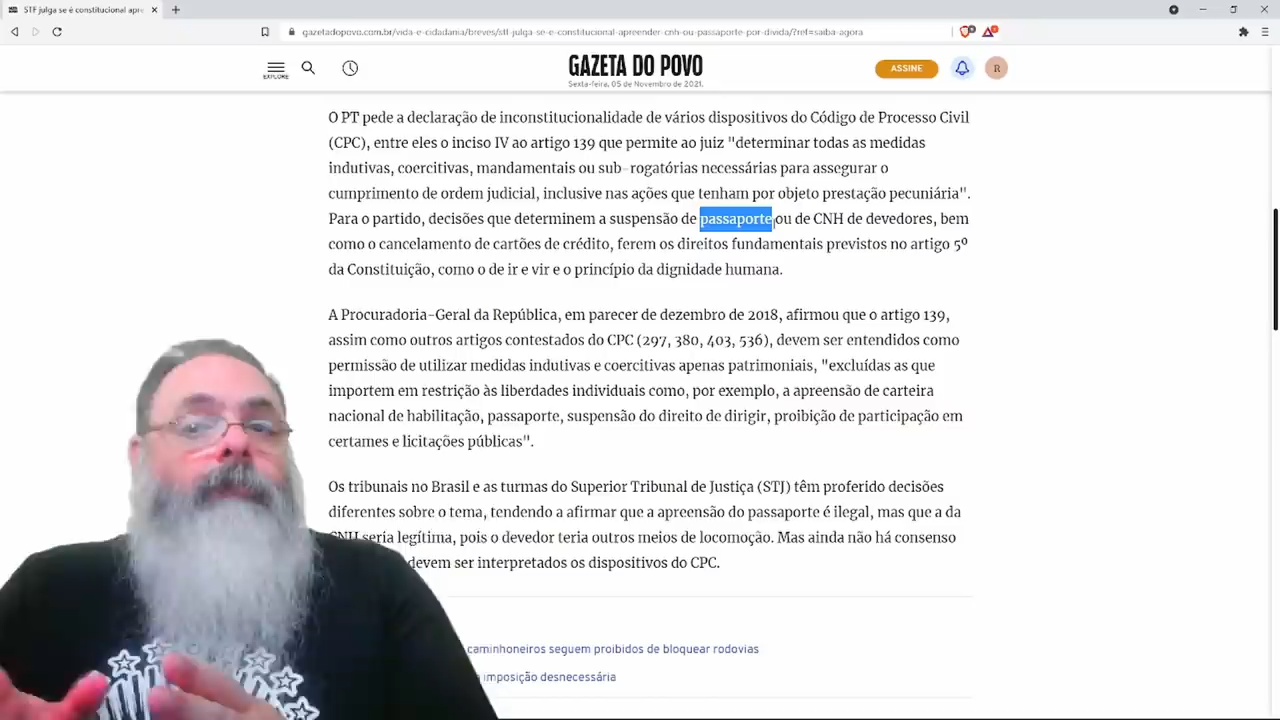 STF julga se é constitucional apre
gazetadopovo.com.br/vida-e-cidadania/breves/stf-julga-se-e-constitucional-apreender-cnh-ou-passaporte-por-divida/?ref=saiba-agora
EXPLORE
GAZETA DO POVO
Sexta-feira, 05 de Novembro de 2021.
ASSINE
R
O PT pede a declaração de inconstitucionalidade de vários dispositivos do Código de Processo Civil
(CPC), entre eles o inciso IV ao artigo 139 que permite ao juiz "determinar todas as medidas
indutivas, coercitivas, mandamentais ou sub-rogatórias necessárias para assegurar o
cumprimento de ordem judicial, inclusive nas ações que tenham por objeto prestação pecuniária".
Para o partido, decisões que determinem a suspensão de passaporte ou de CNH de devedores, bem
como o cancelamento de cartões de crédito, ferem os direitos fundamentais previstos no artigo 5º
da Constituição, como o de ir e vir e o princípio da dignidade humana.
A Procuradoria-Geral da República, em parecer de dezembro de 2018, afirmou que o artigo 139,
assim como outros artigos contestados do CPC (297, 380, 403, 536), devem ser entendidos como
permissão de utilizar medidas indutivas e coercitivas apenas patrimoniais, "excluídas as que
importem em restrição às liberdades individuais como, por exemplo, a apreensão de carteira
nacional de habilitação, passaporte, suspensão do direito de dirigir, proibição de participação em
certames e licitações públicas".
Os tribunais no Brasil e as turmas do Superior Tribunal de Justiça (STJ) têm proferido decisões
diferentes sobre o tema, tendendo a afirmar que a apreensão do passaporte é ilegal, mas que a da
CNH seria legítima, pois o devedor teria outros meios de locomoção. Mas ainda não há consenso
devem ser interpretados os dispositivos do CPC.
caminhoneiros seguem proibidos de bloquear rodovias
imposição desnecessária